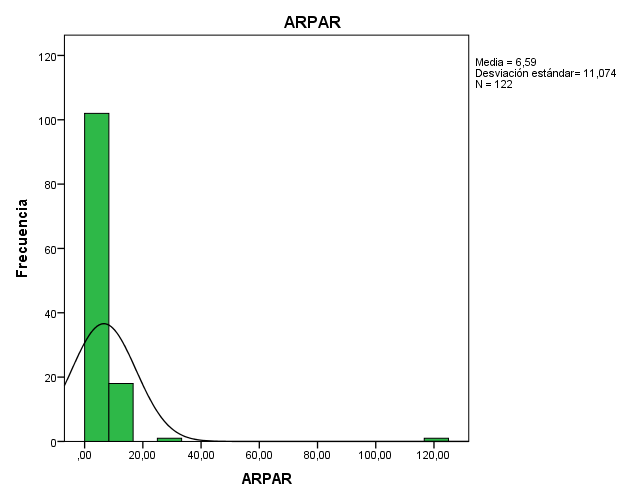 ARPAR
Media = 6,59
Desviación estándar= 11,074
N = 122
120
100
80
60
40
20
0
Frecuencia
,00
20,00
40,00
60,00
80,00
100,00
120,00
ARPAR